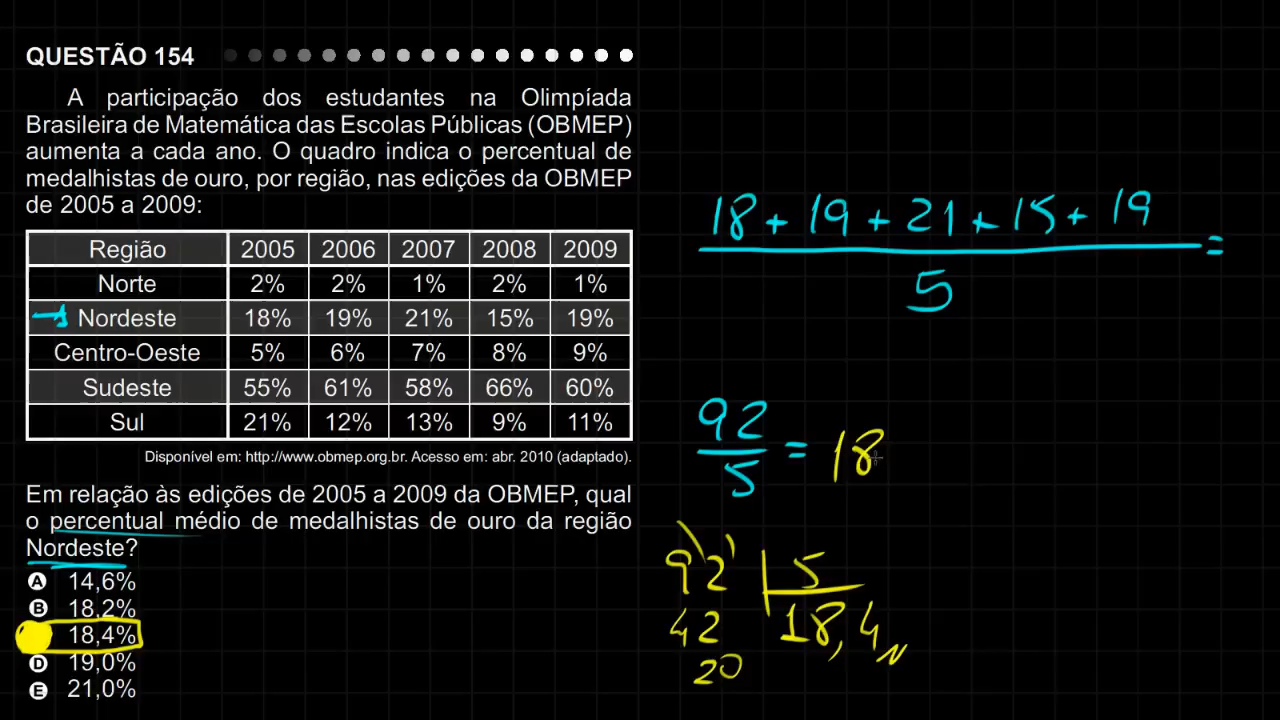 QUESTÃO 154
A participação dos estudantes na Olimpíada
Brasileira de Matemática das Escolas Públicas (OBMEP)
aumenta a cada ano. O quadro indica o percentual de
medalhistas de ouro, por região, nas edições da OBMEP
de 2005 a 2009:
Região 2005 2006 2007 2008 2009
Norte 2% 2% 1% 2% 1%
Nordeste 18% 19% 21% 15% 19%
Centro-Oeste 5% 6% 7% 8% 9%
Sudeste 55% 61% 58% 66% 60%
Sul 21% 12% 13% 9% 11%
Disponível em: http://www.obmep.org.br. Acesso em: abr. 2010 (adaptado).
Em relação às edições de 2005 a 2009 da OBMEP, qual
o percentual médio de medalhistas de ouro da região
Nordeste?
A 14,6%
B 18,2%
18,4%
D 19,0%
E 21,0%
18 + 19 + 21 + 15 + 19 =
5
92
= 18
5
92 5
42 18,4
20